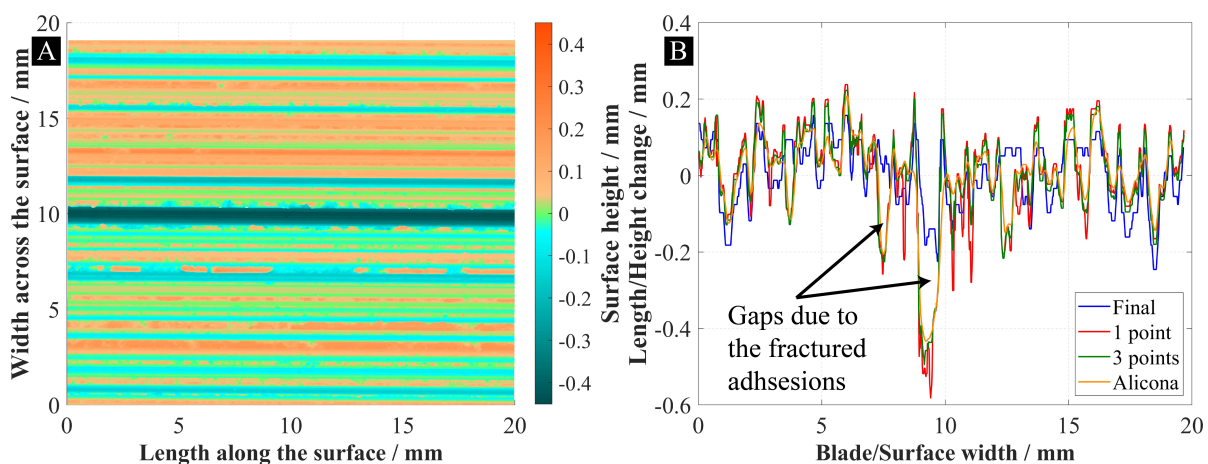 A
Width across the surface / mm
20
15
10
5
0
0
5
10
15
20
Length along the surface / mm
0.4
0.3
0.2
0.1
0
-0.1
-0.2
-0.3
-0.4
Surface height / mm
B
Length/Height change / mm
0.4
0.2
0
-0.2
-0.4
-0.6
0
5
10
15
20
Blade/Surface width / mm
Gaps due to
the fractured
adhsesions
Final
1 point
3 points
Alicona